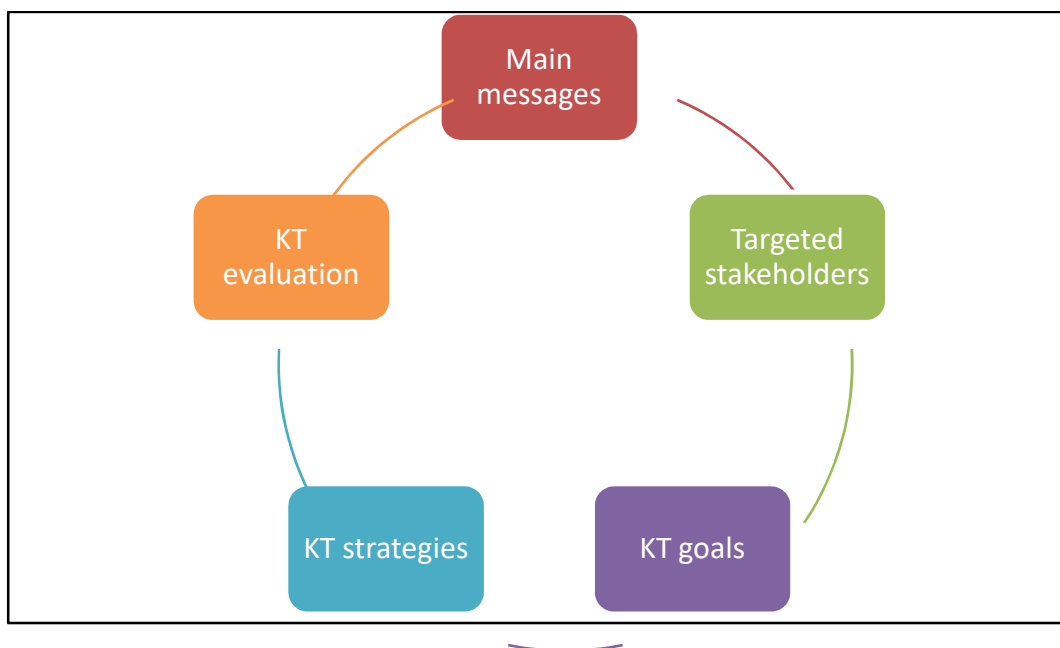 Main
messages
Targeted
stakeholders
KT goals
KT strategies
KT
evaluation